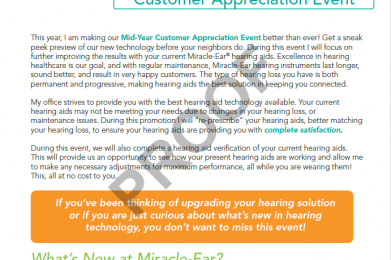 Customer Appreciation Event
This year, I am making our Mid-Year Customer Appreciation Event better than ever! Get a sneak
peek preview of our new technology before your neighbors do. During this event I will focus on
further improving the results with your current Miracle-Ear® hearing aids. Excellence in hearing
healthcare is our goal, and with regular maintenance, Miracle-Ear hearing instruments last longer,
sound better, and result in very happy customers. The type of hearing loss you have is both
permanent and progressive, making hearing aids the best solution in keeping you connected.
My office strives to provide you with the best hearing aid technology available. Your current
hearing aids may not be meeting your needs due to changes in your hearing loss, or
maintenance issues. During this promotion I will "re-prescribe" your hearing aids, better matching
your hearing loss, to ensure your hearing aids are providing you with complete satisfaction.
During this event, we will also complete a hearing aid verification of your current hearing aids.
This will provide us an opportunity to see how your present hearing aids are working and allow me
to make any necessary adjustments for maximum performance, all while you are wearing them!
This, all at no cost to you.
PROOF
If you've been thinking of upgrading your hearing solution
or if you are just curious about what's new in hearing
technology, you don't want to miss this event!
What's New at Miracle-Ear?